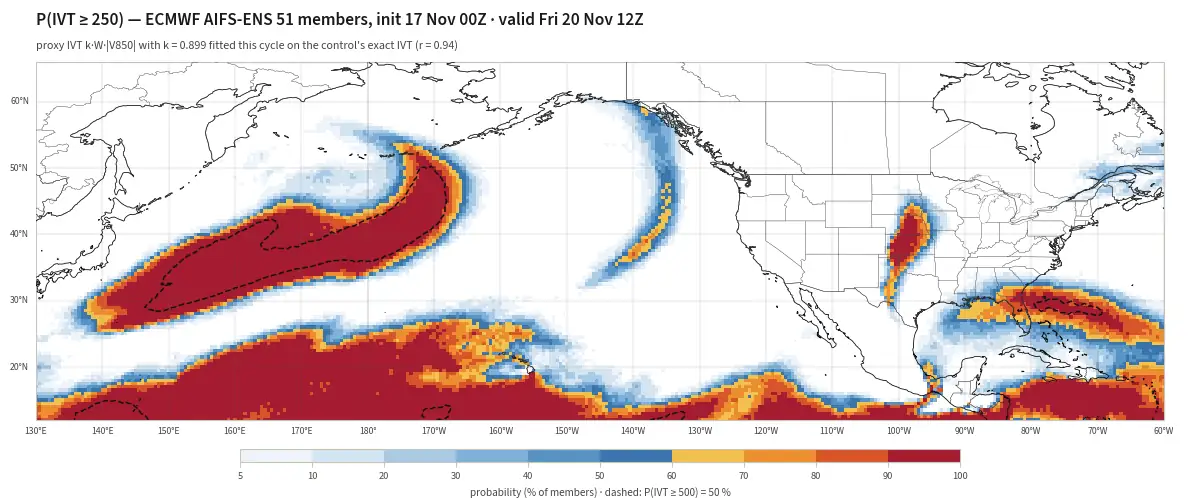 P(IVT ≥ 250) — ECMWF AIFS-ENS 51 members, init 17 Nov 00Z · valid Fri 20 Nov 12Z
proxy IVT k·W·|V850| with k = 0.899 fitted this cycle on the control's exact IVT (r = 0.94)
60°N
50°N
40°N
30°N
20°N
130°E 140°E 150°E 160°E 170°E 180° 170°W 160°W 150°W 140°W 130°W 120°W 110°W 100°W 90°W 80°W 70°W 60°W
5 10 20 30 40 50 60 70 80 90 100
probability (% of members) · dashed: P(IVT ≥ 500) = 50 %